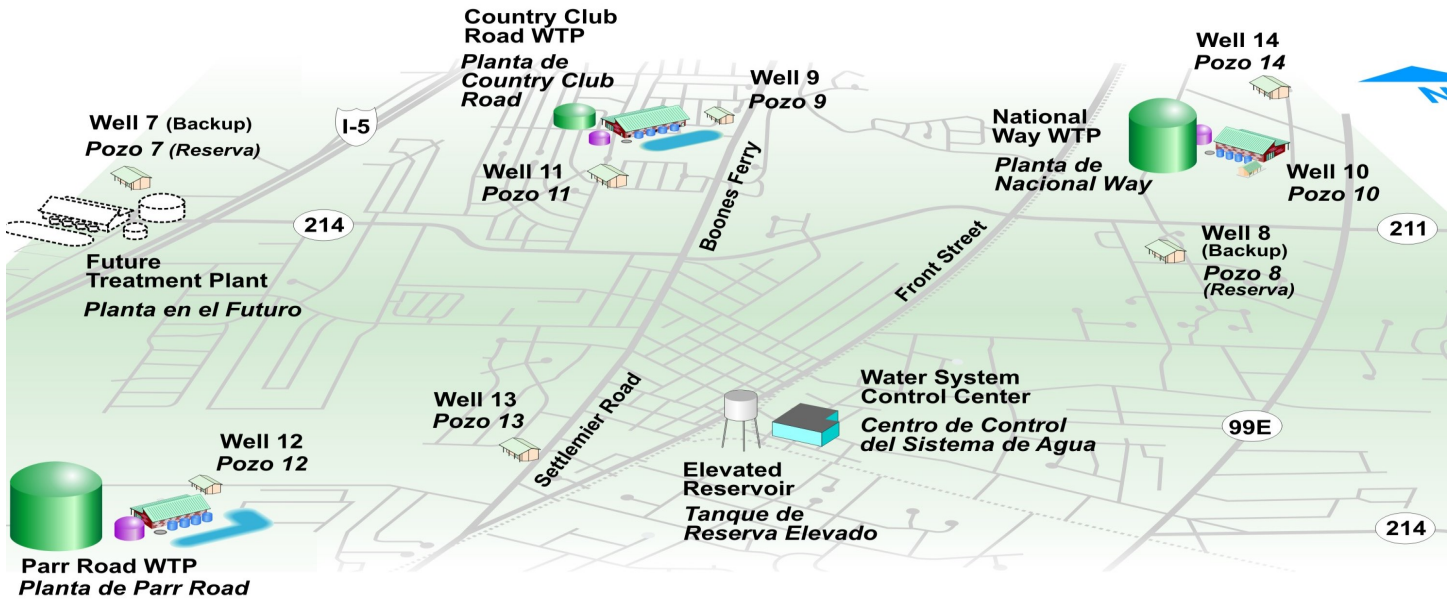 Country Club
Road WTP
Planta de
Country Club
Road
Well 9
Pozo 9
Well 14
Pozo 14
N
Well 7 (Backup)
Pozo 7 (Reserva)
I-5
National
Way WTP
Planta de
Nacional Way
Well 11
Pozo 11
Well 10
Pozo 10
214
Boones Ferry
211
Future
Treatment Plant
Planta en el Futuro
Front Street
Well 8
(Backup)
Pozo 8
(Reserva)
Well 13
Pozo 13
Settlemier Road
Water System
Control Center
Centro de Control
del Sistema de Agua
99E
Well 12
Pozo 12
Elevated
Reservoir
Tanque de
Reserva Elevado
214
Parr Road WTP
Planta de Parr Road